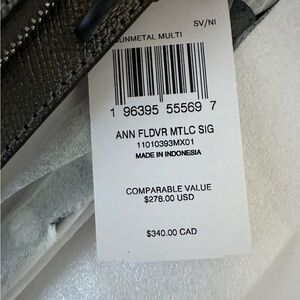 SV/NI
GUNMETAL MULTI
1 96395 55569 7
ANN FLDVR MTLC SIG
11010393MX01
MADE IN INDONESIA
COMPARABLE VALUE
$278.00 USD
$340.00 CAD